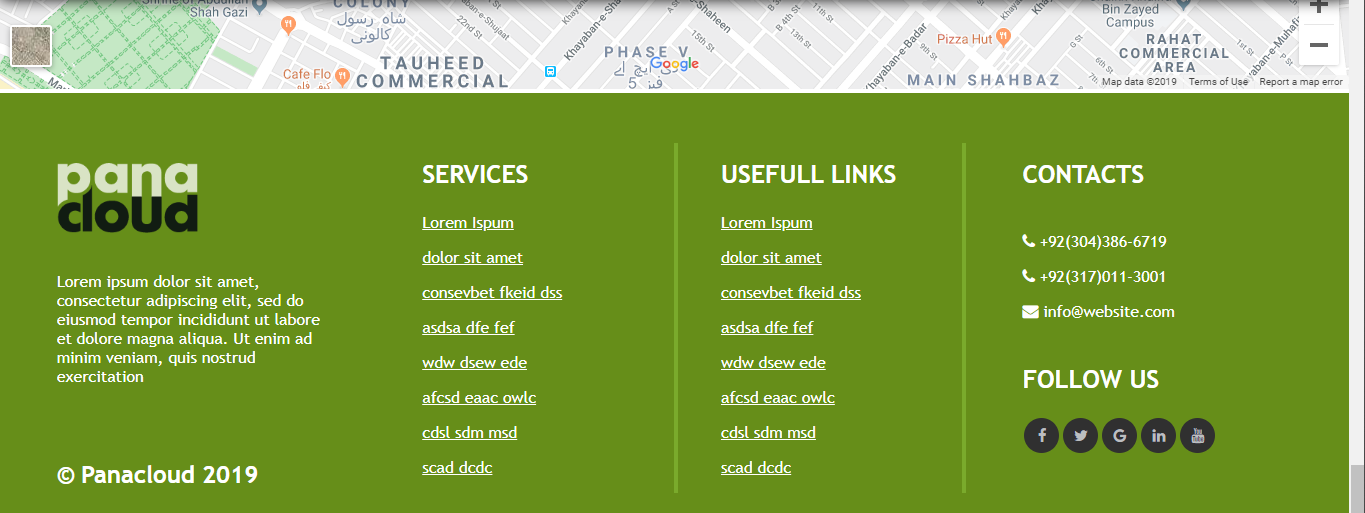 Shah Gazi
COLONY
شاہ رسول
کالونی
22nd St
Khayaban-e-Shujaat
Khayaban-e-Shaheen
15th St
8th St
13th St
Khayaban-e-Badar
Bin Zayed
Campus
Pizza Hut
G St
RAHAT
COMMERCIAL
AREA
1st St
TAUHEED
COMMERCIAL
Cafe Flo
PHASE V
فیز 5
Google
MAIN SHAHBAZ
6th St
9th St
Map data ©2019 Terms of Use Report a map error
pana
cloud
Lorem ipsum dolor sit amet,
consectetur adipiscing elit, sed do
eiusmod tempor incididunt ut labore
et dolore magna aliqua. Ut enim ad
minim veniam, quis nostrud
exercitation
© Panacloud 2019
SERVICES
Lorem Ispum
dolor sit amet
consevbet fkeid dss
asdsa dfe fef
wdw dsew ede
afcsd eaac owlc
cdsl sdm msd
scad dcdc
USEFULL LINKS
Lorem Ispum
dolor sit amet
consevbet fkeid dss
asdsa dfe fef
wdw dsew ede
afcsd eaac owlc
cdsl sdm msd
scad dcdc
CONTACTS
+92(304)386-6719
+92(317)011-3001
info@website.com
FOLLOW US